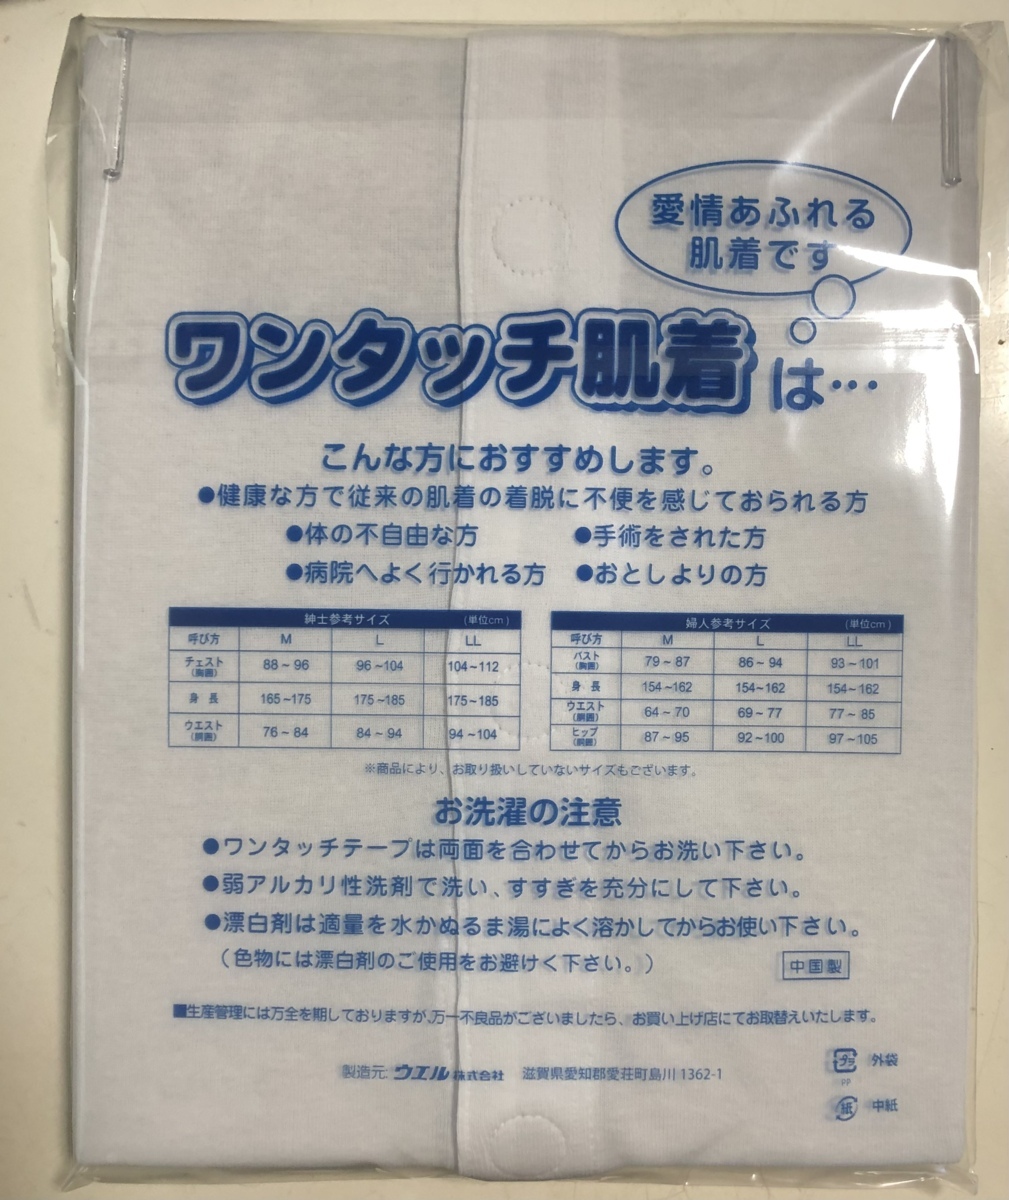 愛情あふれる
肌着です
ワンタッチ肌着は…
こんな方におすすめします。
●健康な方で従来の肌着の着脱に不便を感じておられる方
●体の不自由な方 ●手術をされた方
●病院へよく行かれる方 ●おとしよりの方
紳士参考サイズ (単位cm)
呼び方 M L LL
チェスト(胸囲) 88~96 96~104 104~112
身長 165~175 175~185 175~185
ウエスト(胴囲) 76~84 84~94 94~104
婦人参考サイズ (単位cm)
呼び方 M L LL
バスト(胸囲) 79~87 86~94 93~101
身長 154~162 154~162 154~162
ウエスト(胴囲) 64~70 69~77 77~85
ヒップ(腰囲) 87~95 92~100 97~105
※商品により、お取り扱いしていないサイズもございます。
お洗濯の注意
●ワンタッチテープは両面を合わせてからお洗い下さい。
●弱アルカリ性洗剤で洗い、すすぎを充分にして下さい。
●漂白剤は適量を水かぬるま湯によく溶かしてからお使い下さい。
(色物には漂白剤のご使用をお避けく下さい。)
中国製
■生産管理には万全を期しておりますが、万一不良品がございましたら、お買い上げ店にてお取替えいたします。
製造元:ウエル株式会社 滋賀県愛知郡愛荘町島川1362-1
プラ 外袋
PP
紙 中紙